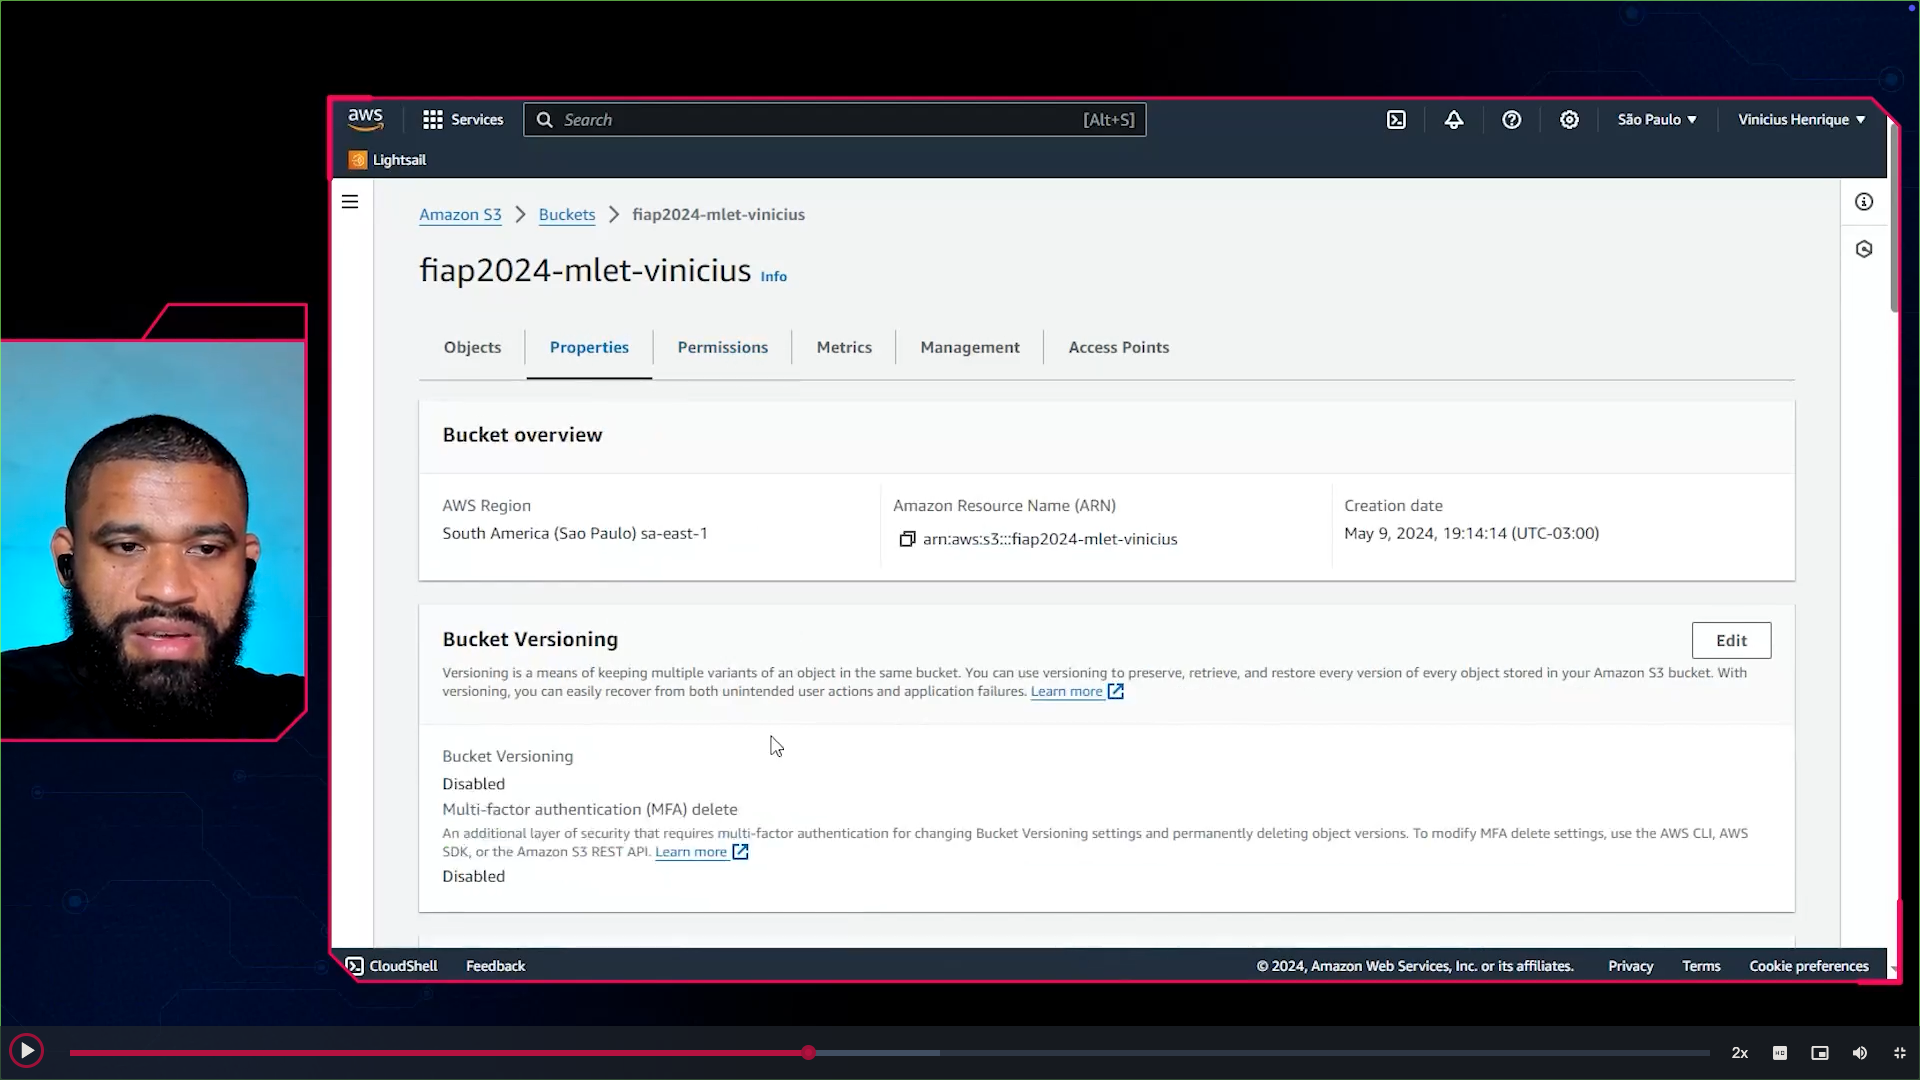 aws
Services
Search
[Alt+S]
São Paulo
Vinicius Henrique
Lightsail
Amazon S3
Buckets
fiap2024-mlet-vinicius
fiap2024-mlet-vinicius Info
Objects
Properties
Permissions
Metrics
Management
Access Points
Bucket overview
AWS Region
South America (Sao Paulo) sa-east-1
Amazon Resource Name (ARN)
arn:aws:s3:::fiap2024-mlet-vinicius
Creation date
May 9, 2024, 19:14:14 (UTC-03:00)
Bucket Versioning
Edit
Versioning is a means of keeping multiple variants of an object in the same bucket. You can use versioning to preserve, retrieve, and restore every version of every object stored in your Amazon S3 bucket. With
versioning, you can easily recover from both unintended user actions and application failures. Learn more
Bucket Versioning
Disabled
Multi-factor authentication (MFA) delete
An additional layer of security that requires multi-factor authentication for changing Bucket Versioning settings and permanently deleting object versions. To modify MFA delete settings, use the AWS CLI, AWS
SDK, or the Amazon S3 REST API. Learn more
Disabled
CloudShell
Feedback
© 2024, Amazon Web Services, Inc. or its affiliates.
Privacy
Terms
Cookie preferences
2x
HD